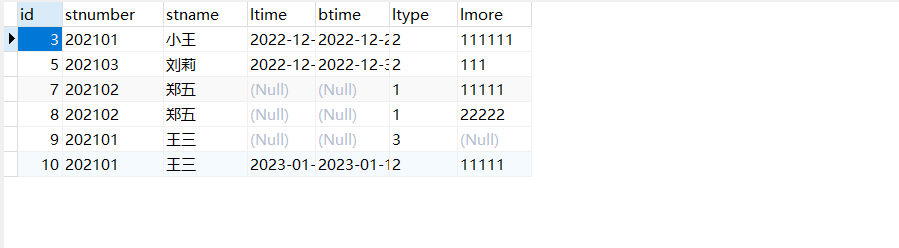 id stnumber stname ltime btime ltype lmore
3 202101 小王 2022-12- 2022-12-2 2 111111
5 202103 刘莉 2022-12- 2022-12-3 2 111
7 202102 郑五 (Null) (Null) 1 11111
8 202102 郑五 (Null) (Null) 1 22222
9 202101 王三 (Null) (Null) 3 (Null)
10 202101 王三 2023-01- 2023-01-1 2 11111